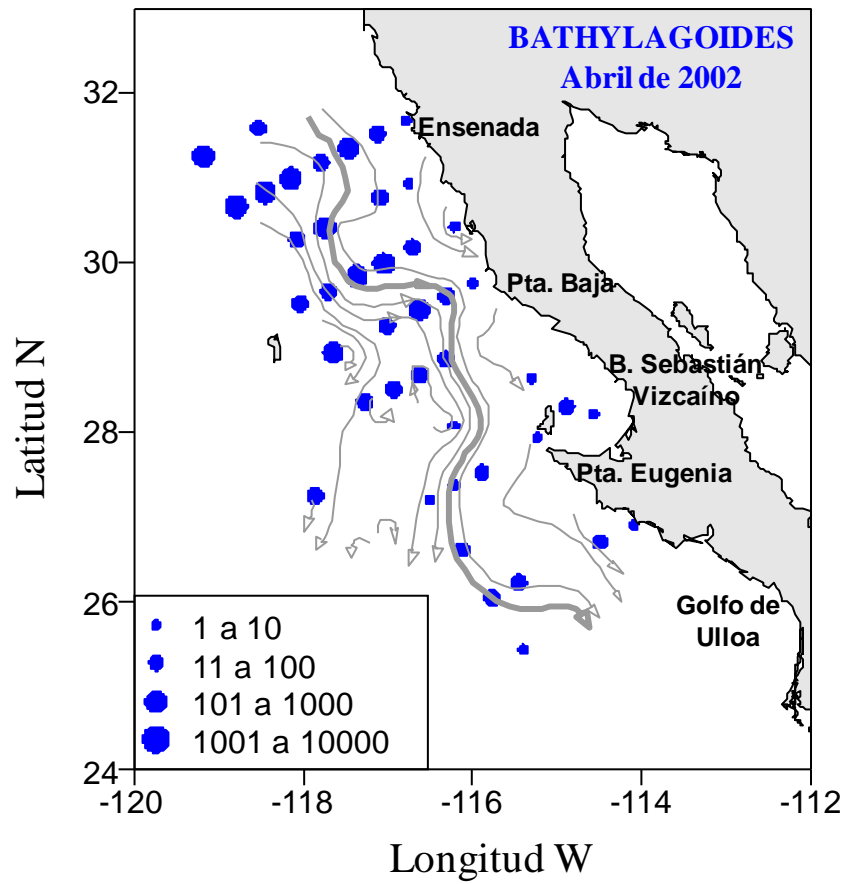 BATHYLAGOIDES
Abril de 2002
Ensenada
Pta. Baja
B. Sebastián
Vizcaíno
Pta. Eugenia
Golfo de
Ulloa
Latitud N
32
30
28
26
24
1 a 10
11 a 100
101 a 1000
1001 a 10000
-120
-118
-116
-114
-112
Longitud W